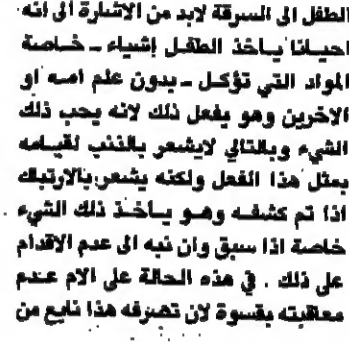 الطفل الى السرقة لابد من الاشارة الى انه
احيانا ياخذ الطفل إشياء - خاصة
المواد التي تؤكل - بدون علم امه او
الاخرين وهو يفعل ذلك لانه يحب ذلك
الشيء وبالتالي لايشعر بالذنب لقيامه
بمثل هذا الفعل ولكنه يشعر بالارتباك
اذا تم كشفه وهو ياخذ ذلك الشيء
خاصة اذا سبق وان نبه الى عدم الاقدام
على ذلك . في هذه الحالة على الام عدم
معاقبته بقسوة لان تصرفه هذا نابع من